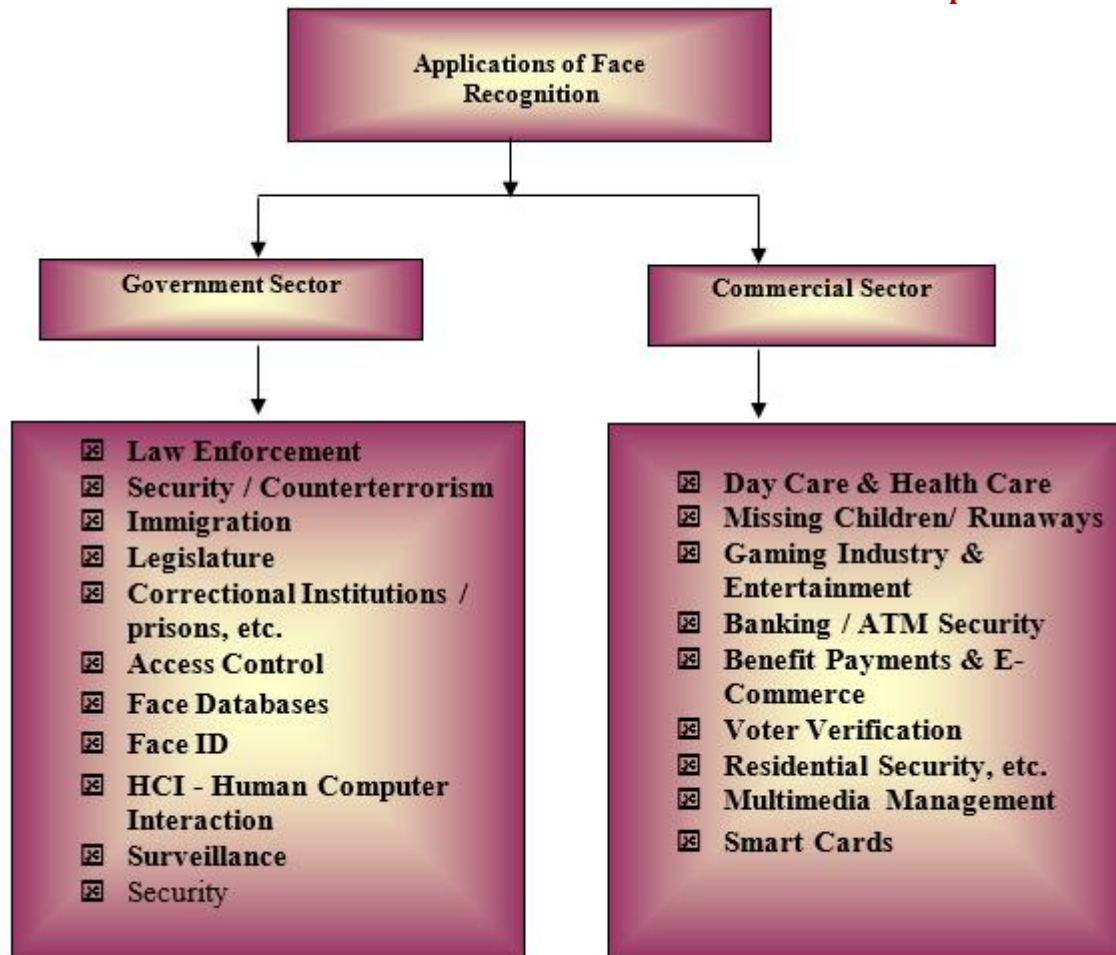 Applications of Face
Recognition
Government Sector
Commercial Sector
Law Enforcement
Security / Counterterrorism
Immigration
Legislature
Correctional Institutions /
prisons, etc.
Access Control
Face Databases
Face ID
HCI - Human Computer
Interaction
Surveillance
Security
Day Care & Health Care
Missing Children/ Runaways
Gaming Industry &
Entertainment
Banking / ATM Security
Benefit Payments & E-
Commerce
Voter Verification
Residential Security, etc.
Multimedia Management
Smart Cards